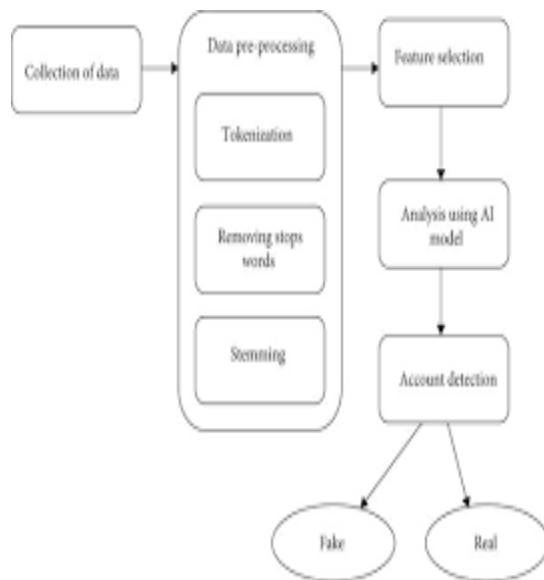 Collection of data
Data pre-processing
Tokenization
Removing stops
words
Stemming
Feature selection
Analysis using AI
model
Account detection
Fake
Real